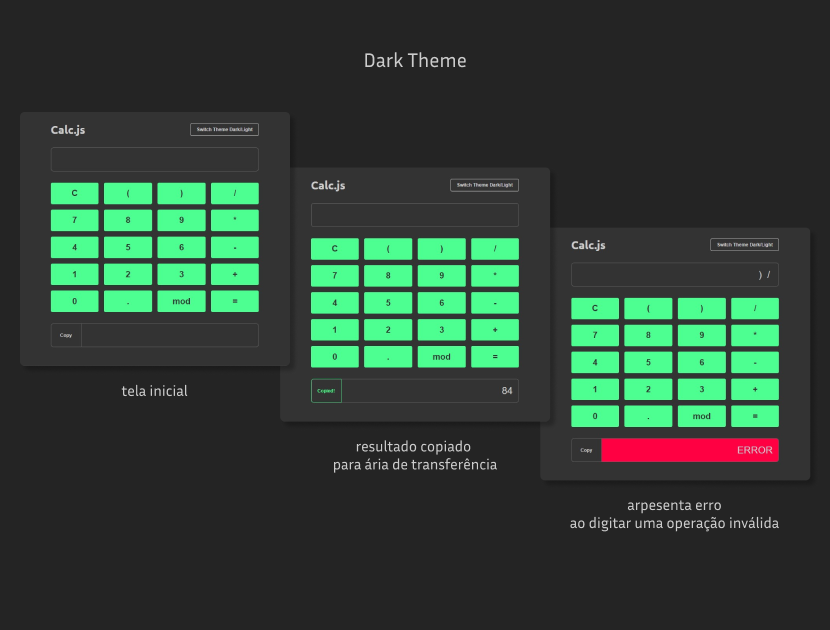 Dark Theme
Calc.js
Switch Theme Dark/Light
C ( ) /
7 8 9 *
4 5 6 -
1 2 3 +
0 . mod =
Copy
tela inicial
Calc.js
Switch Theme Dark/Light
C ( ) /
7 8 9 *
4 5 6 -
1 2 3 +
0 . mod =
Copied! 84
resultado copiado
para ária de transferência
Calc.js
Switch Theme Dark/Light
) /
C ( ) /
7 8 9 *
4 5 6 -
1 2 3 +
0 . mod =
Copy ERROR
arpesenta erro
ao digitar uma operação inválida